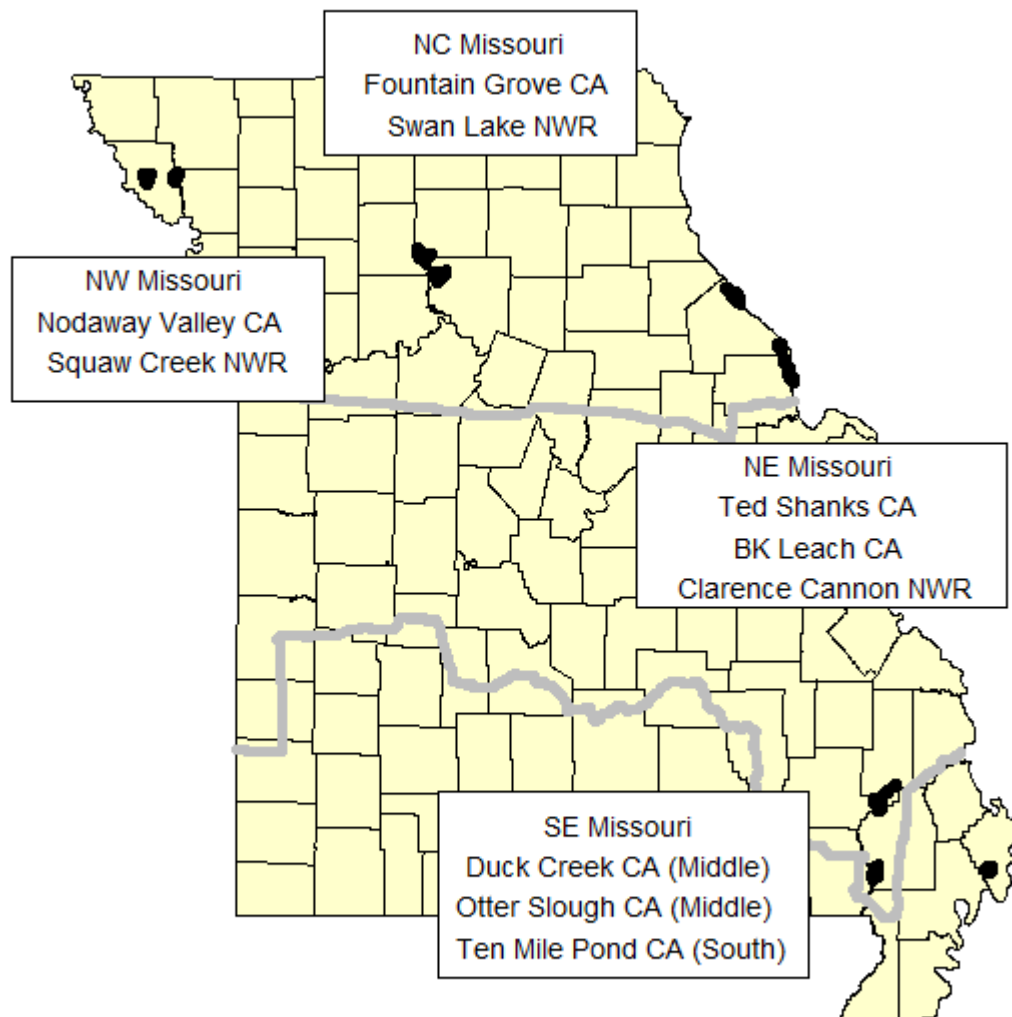 NC Missouri
Fountain Grove CA
Swan Lake NWR
NW Missouri
Nodaway Valley CA
Squaw Creek NWR
NE Missouri
Ted Shanks CA
BK Leach CA
Clarence Cannon NWR
SE Missouri
Duck Creek CA (Middle)
Otter Slough CA (Middle)
Ten Mile Pond CA (South)